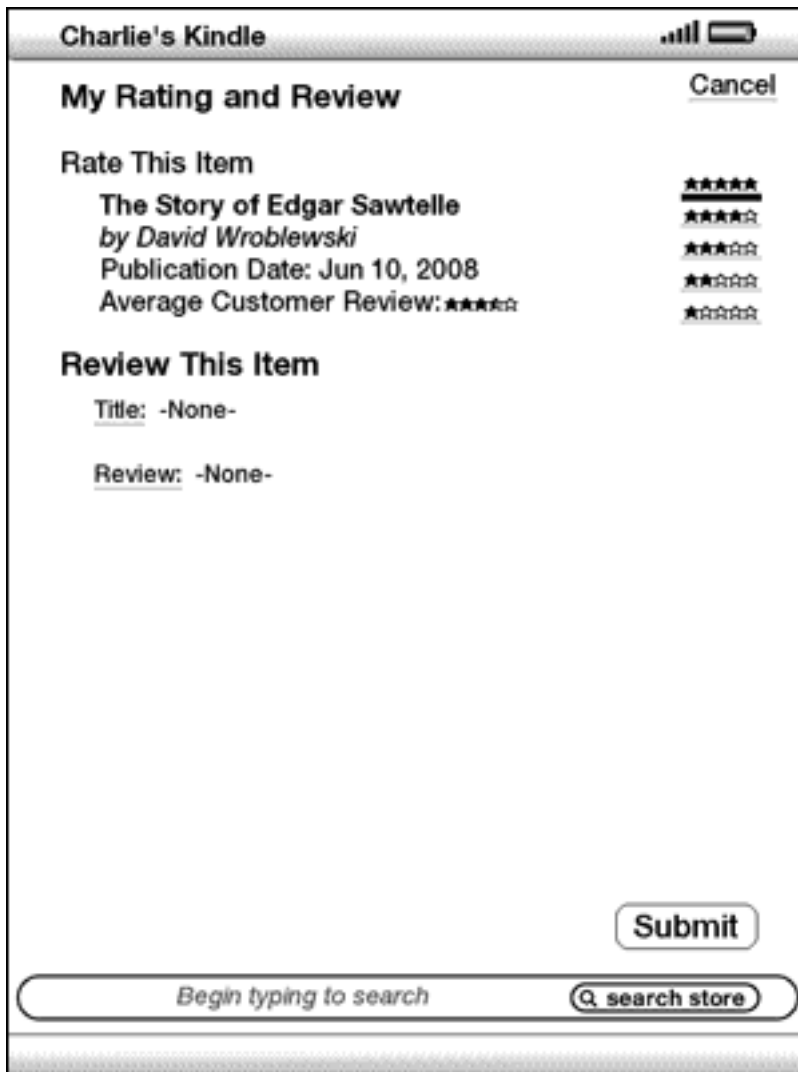 Charlie's Kindle
My Rating and Review
Cancel
Rate This Item
The Story of Edgar Sawtelle
by David Wroblewski
Publication Date: Jun 10, 2008
Average Customer Review:
Review This Item
Title: -None-
Review: -None-
Submit
Begin typing to search
search store